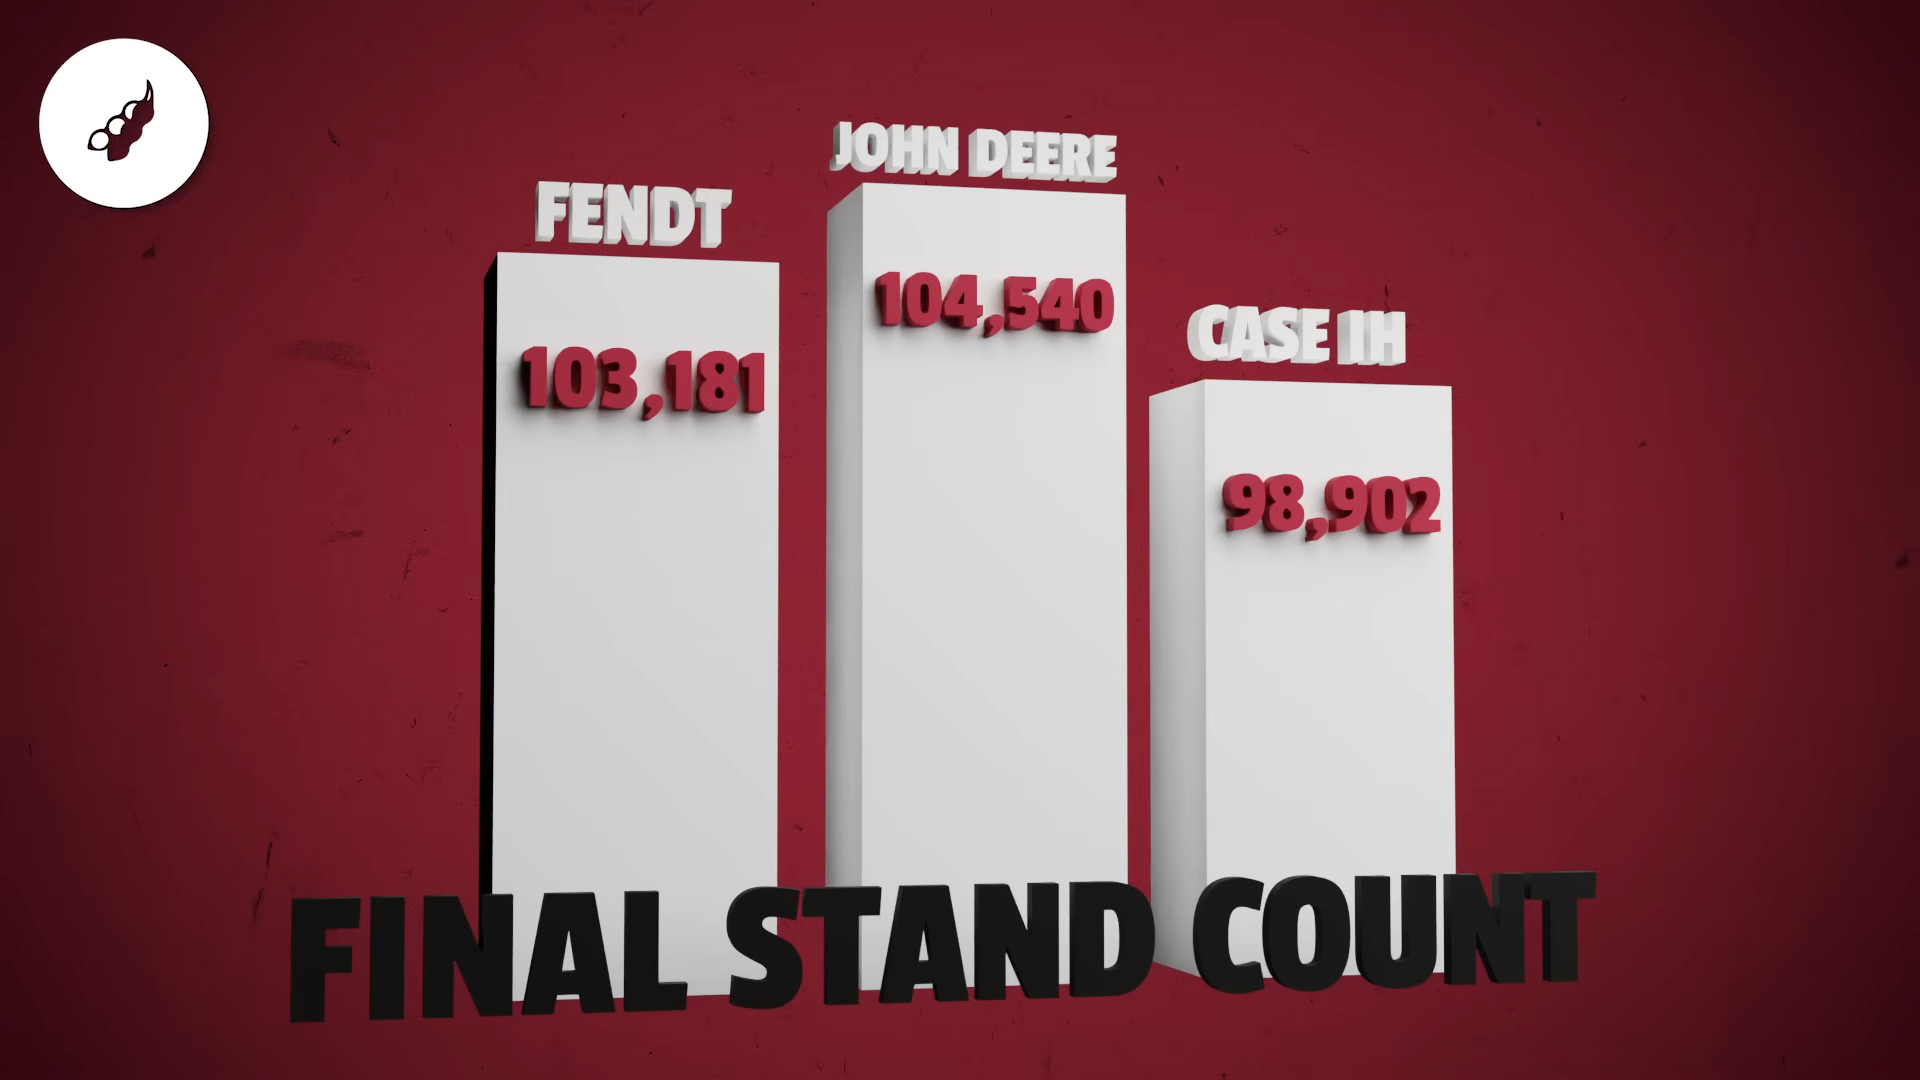 JOHN DEERE
FENDT
104,540
CASE IH
103,181
98,902
FINAL STAND COUNT